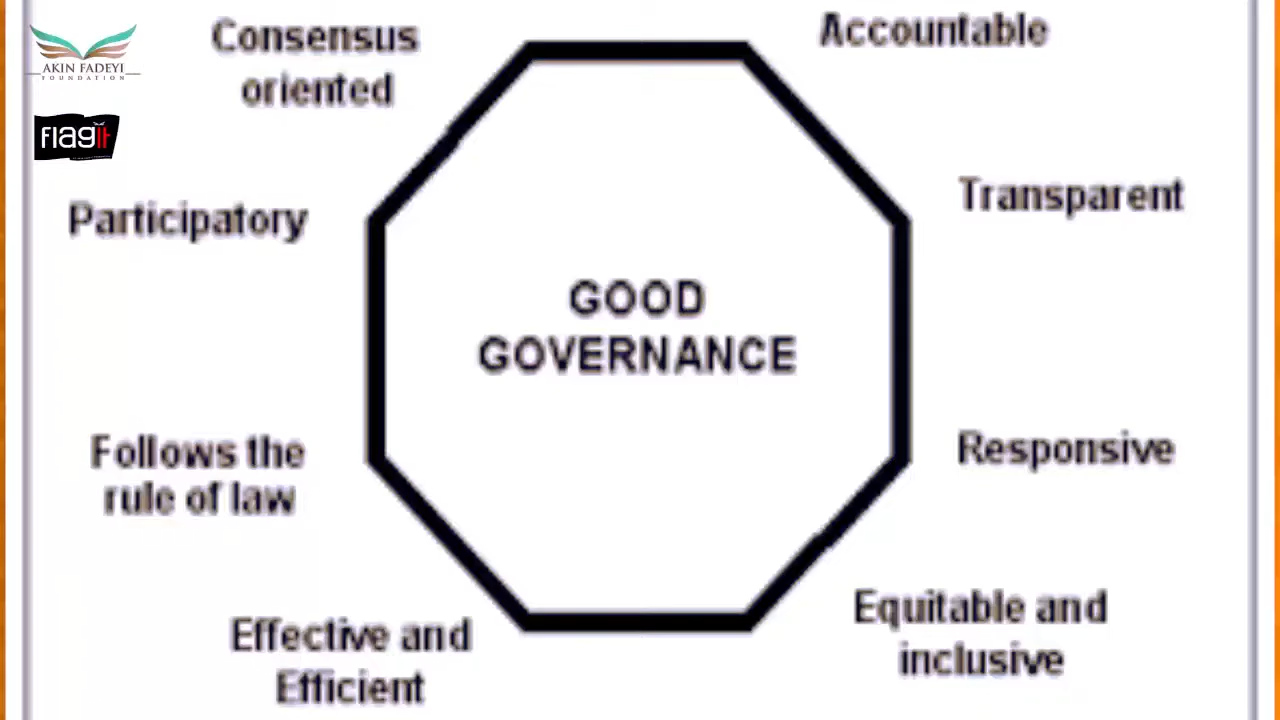 AKIN FADEYI
FOUNDATION
flagit
Consensus
oriented
Accountable
Participatory
Transparent
GOOD
GOVERNANCE
Follows the
rule of law
Responsive
Effective and
Efficient
Equitable and
inclusive